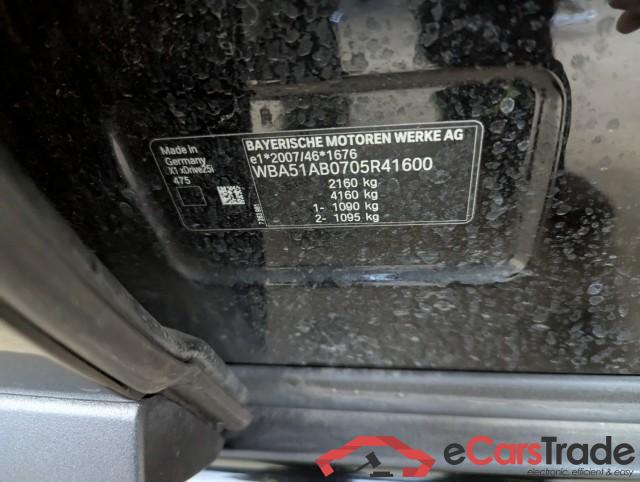 Made in
Germany
X1 xDrive25i
475
BAYERISCHE MOTOREN WERKE AG
e1*2007/46*1676
WBA51AB0705R41600
2160 kg
4160 kg
1- 1090 kg
2- 1095 kg
eCarsTrade
electronic, efficient & easy